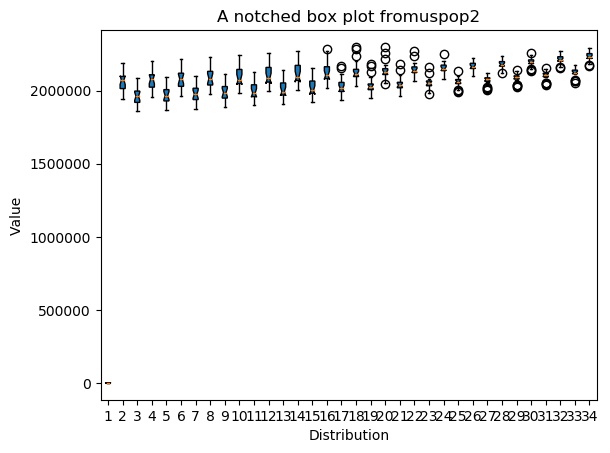 A notched box plot fromuspop2
Value
2000000
1500000
1000000
500000
0
1 2 3 4 5 6 7 8 9 10 11 12 13 14 15 16 17 18 19 20 21 22 23 24 25 26 27 28 29 30 31 32 33 34
Distribution